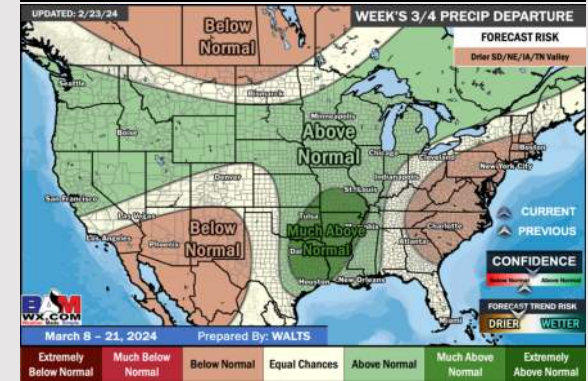 UPDATED: 2/23/24
WEEK'S 3/4 PRECIP DEPARTURE
FORECAST RISK
Drier SD/NE/IA/TN Valley
Below
Normal
Seattle
Bismarck
Minneapolis
Boise
Above
Normal
Boston
Chicago
Cleveland
New York City
Denver
Indianapolis
San Francisco
St. Louis
Las Vegas
Tulsa
Los Angeles
Below
Normal
Much Above
Normal
Charlotte
Phoenix
Atlanta
Houston
New Orleans
CURRENT
PREVIOUS
CONFIDENCE
Below Normal
Above Normal
FORECAST TREND RISK
DRIER
WETTER
BAM
WX.COM
March 8 - 21, 2024
Prepared By: WALTS
Extremely
Below Normal
Much Below
Normal
Below Normal
Equal Chances
Above Normal
Much Above
Normal
Extremely
Above Normal